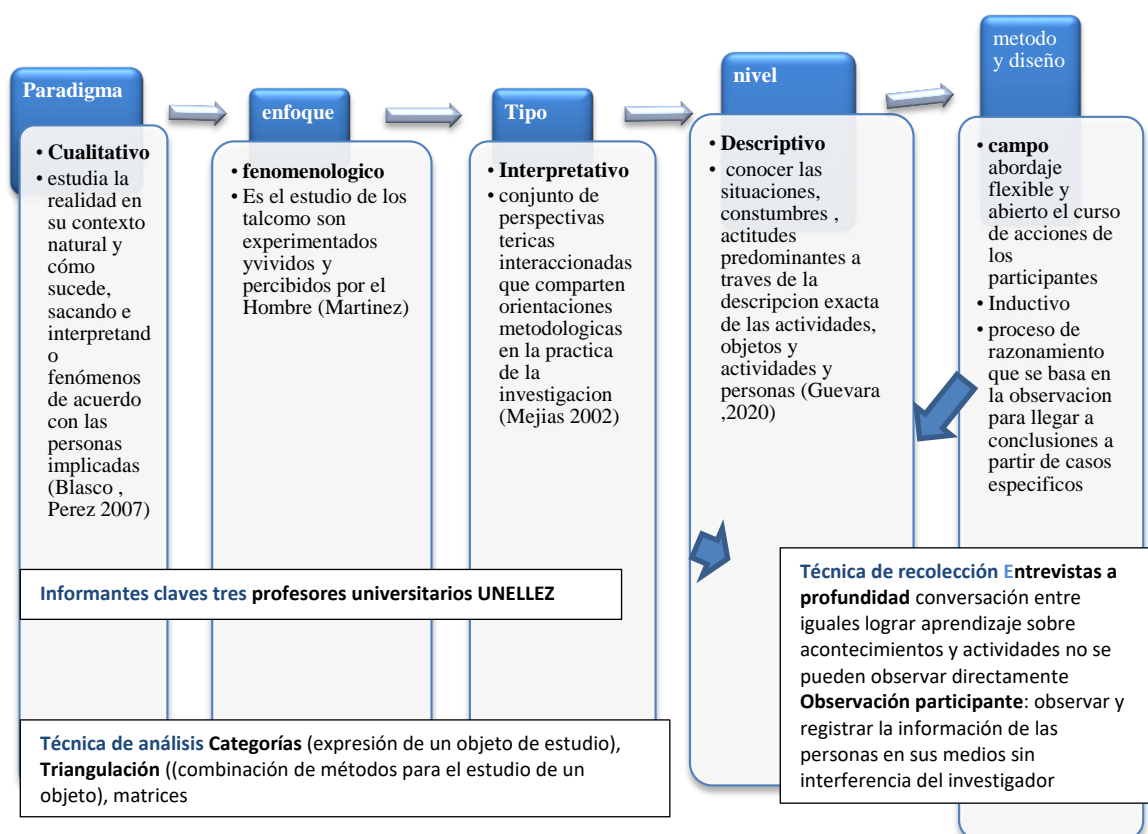 Paradigma
• Cualitativo
• estudia la
realidad en
su contexto
natural y
cómo
sucede,
sacando e
interpretand
o
fenómenos
de acuerdo
con las
personas
implicadas
(Blasco ,
Perez 2007)
enfoque
• fenomenologico
• Es el estudio de los
talcomo son
experimentados
yvividos y
percibidos por el
Hombre (Martinez)
Tipo
• Interpretativo
• conjunto de
perspectivas
tericas
interaccionadas
que comparten
orientaciones
metodologicas
en la practica
de la
investigacion
(Mejias 2002)
nivel
• Descriptivo
• conocer las
situaciones,
constumbres ,
actitudes
predominantes a
traves de la
descripcion exacta
de las actividades,
objetos y
actividades y
personas (Guevara
,2020)
metodo
y diseño
• campo
abordaje
flexible y
abierto el curso
de acciones de
los
participantes
• Inductivo
• proceso de
razonamiento
que se basa en
la observacion
para llegar a
conclusiones a
partir de casos
especificos
Informantes claves tres profesores universitarios UNELLEZ
Técnica de recolección Entrevistas a
profundidad conversación entre
iguales lograr aprendizaje sobre
acontecimientos y actividades no se
pueden observar directamente
Observación participante: observar y
registrar la información de las
personas en sus medios sin
interferencia del investigador
Técnica de análisis Categorías (expresión de un objeto de estudio),
Triangulación ((combinación de métodos para el estudio de un
objeto), matrices